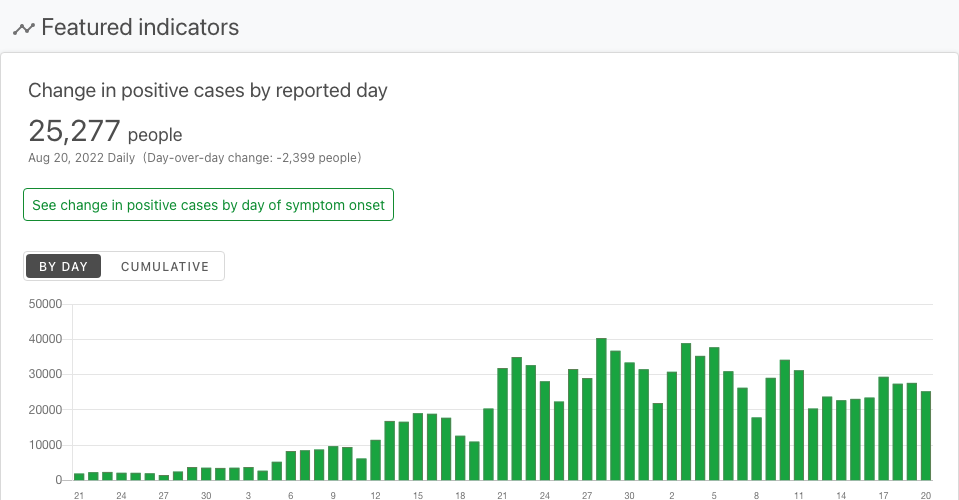 Featured indicators
Change in positive cases by reported day
25,277 people
Aug 20, 2022 Daily (Day-over-day change: -2,399 people)
See change in positive cases by day of symptom onset
BY DAY CUMULATIVE
50000
40000
30000
20000
10000
0
21 24 27 30 3 6 9 12 15 18 21 24 27 30 2 5 8 11 14 17 20